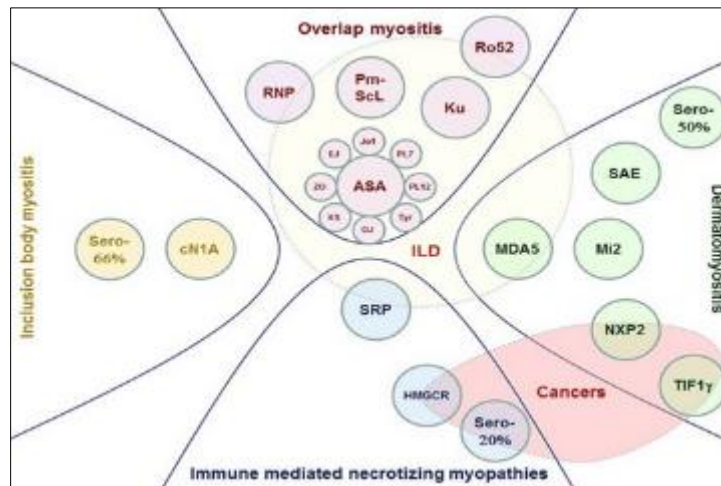 Overlap myositis
Ro52
RNP
Pm-
ScL
Ku
Jo1
EJ
PL7
ZO
ASA
PL12
KS
Tyr
OJ
ILD
Sero-
50%
SAE
MDA5
Mi2
NXP2
TIF1γ
Dermatomyositis
Inclusion body myositis
Sero-
66%
cN1A
SRP
HMGCR
Sero-
20%
Cancers
Immune mediated necrotizing myopathies